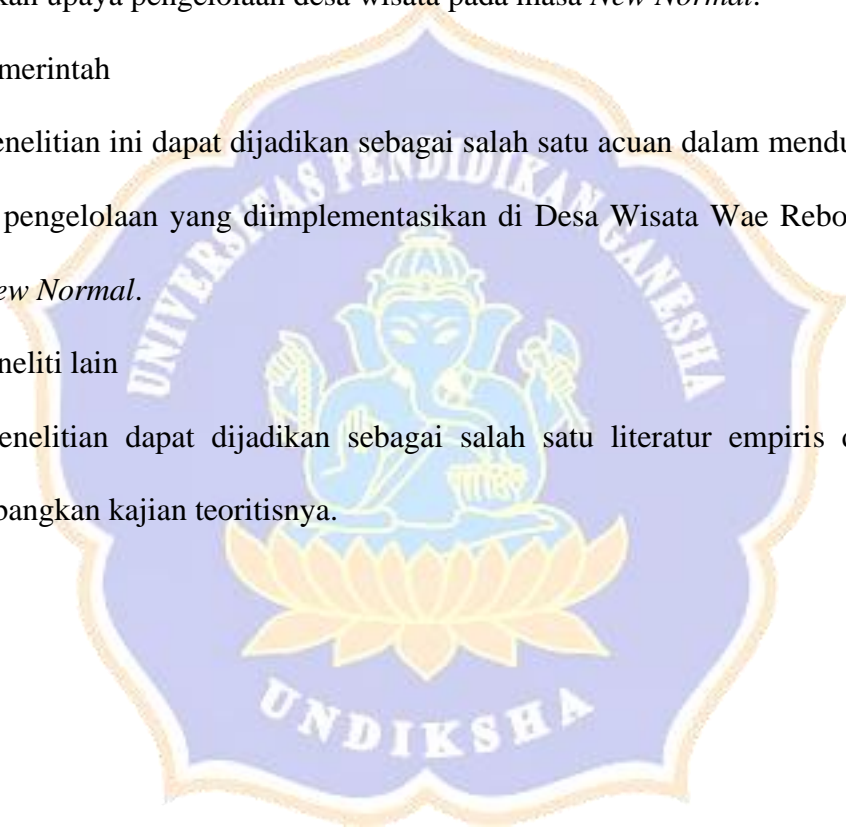 kan upaya pengelolaan desa wisata pada masa New Normal.
merintah
enelitian ini dapat dijadikan sebagai salah satu acuan dalam mendu
pengelolaan yang diimplementasikan di Desa Wisata Wae Rebo
ew Normal.
neliti lain
enelitian dapat dijadikan sebagai salah satu literatur empiris
bangkan kajian teoritisnya.
UNIVERSITAS PENDIDIKAN GANESHA
UNDIKSHA